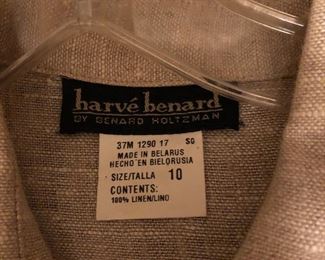 harvé benard
BY BENARD HOLTZMAN
37M 1290 17 SG
MADE IN BELARUS
HECHO EN BIELORUSIA
SIZE/TALLA 10
CONTENTS:
100% LINEN/LINO